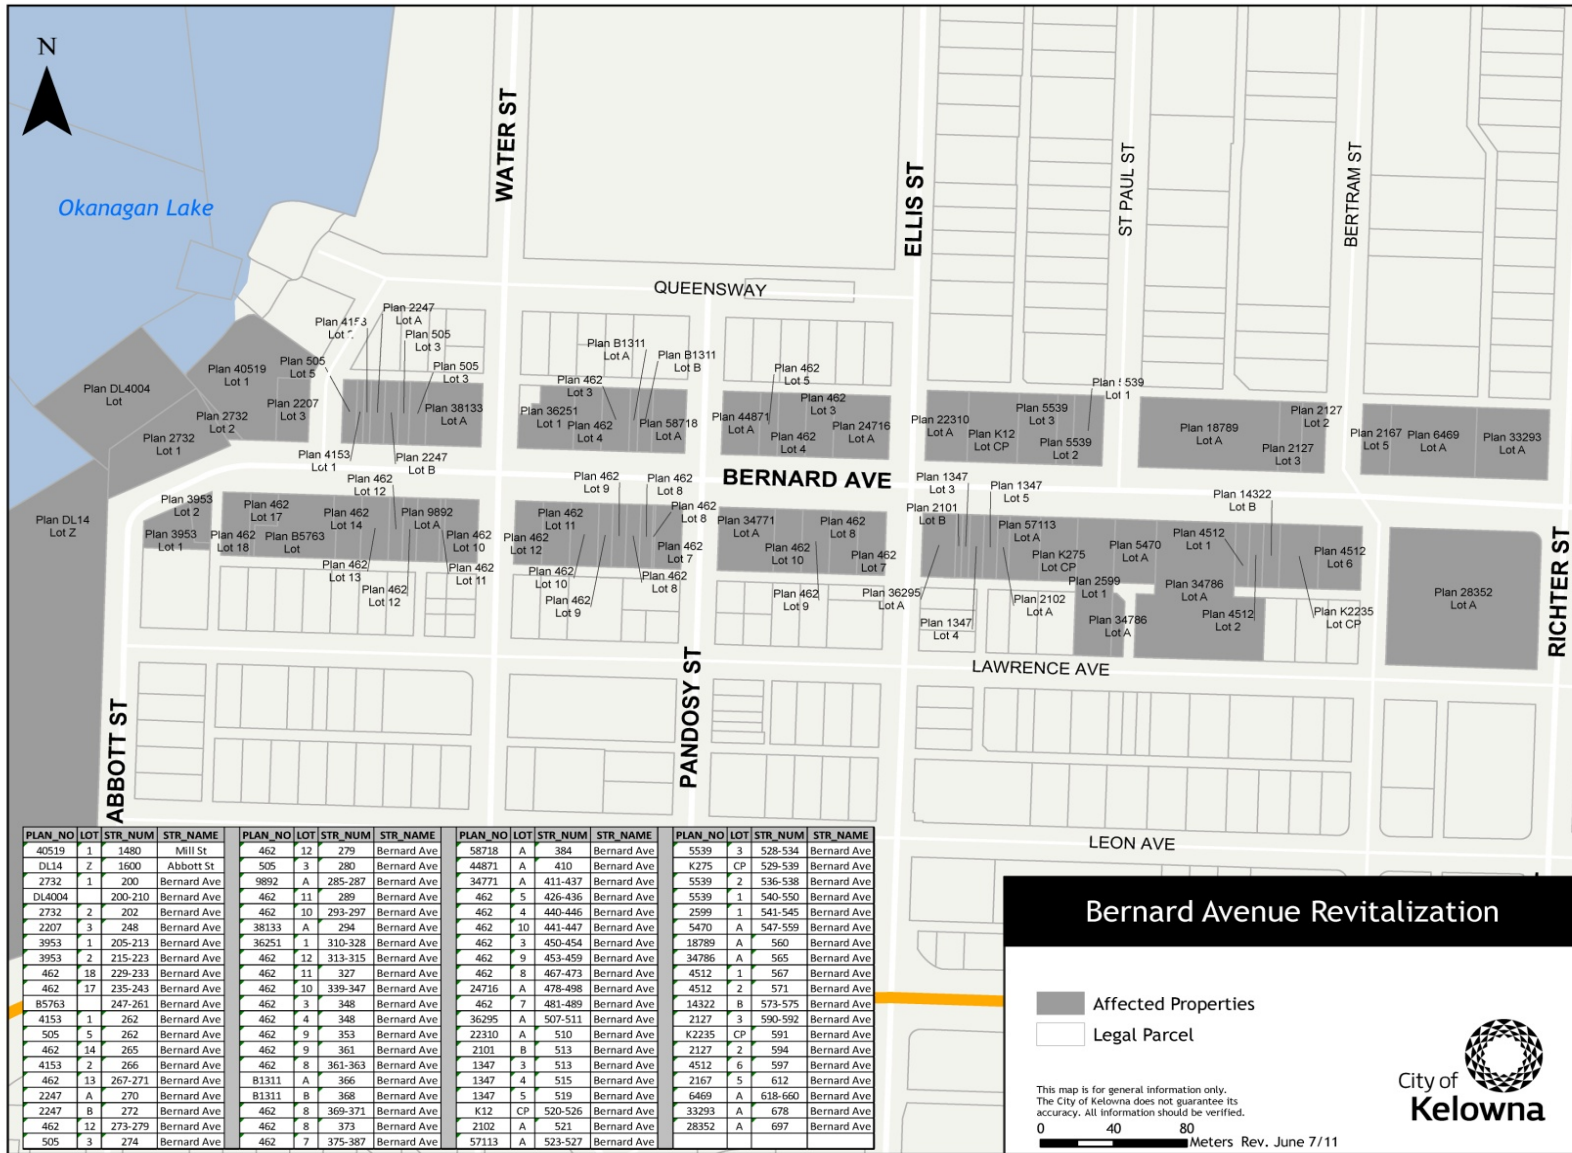 N
Okanagan Lake
WATER ST
ELLIS ST
ST PAUL ST
BERTRAM ST
QUEENSWAY
Plan 2247
Lot A
Plan 4153
Lot 2
Plan 505
Lot 3
Plan B1311
Lot A
Plan B1311
Lot B
Plan 40519
Lot 1
Plan 505
Lot 5
Plan 505
Lot 3
Plan 462
Lot 3
Plan 462
Lot 5
Plan 5539
Lot 1
Plan DL4004
Lot
Plan 2732
Lot 2
Plan 2207
Lot 3
Plan 38133
Lot A
Plan 36251
Lot 1
Plan 462
Lot 4
Plan 58718
Lot A
Plan 44871
Lot A
Plan 462
Lot 3
Plan 462
Lot 4
Plan 24716
Lot A
Plan 22310
Lot A
Plan K12
Lot CP
Plan 5539
Lot 3
Plan 5539
Lot 2
Plan 18789
Lot A
Plan 2127
Lot 2
Plan 2127
Lot 3
Plan 2167
Lot 5
Plan 6469
Lot A
Plan 33293
Lot A
Plan 2732
Lot 1
Plan 4153
Lot 1
Plan 2247
Lot B
BERNARD AVE
Plan 462
Lot 12
Plan 462
Lot 9
Plan 462
Lot 8
Plan 462
Lot 8
Plan 1347
Lot 3
Plan 1347
Lot 5
Plan 14322
Lot B
Plan DL14
Lot Z
Plan 3953
Lot 2
Plan 3953
Lot 1
Plan 462
Lot 17
Plan 462
Lot 18
Plan B5763
Lot
Plan 462
Lot 14
Plan 9892
Lot A
Plan 462
Lot 10
Plan 462
Lot 12
Plan 462
Lot 11
Plan 462
Lot 7
Plan 34771
Lot A
Plan 462
Lot 10
Plan 462
Lot 8
Plan 462
Lot 7
Plan 2101
Lot B
Plan 57113
Lot A
Plan K275
Lot CP
Plan 5470
Lot A
Plan 4512
Lot 1
Plan 4512
Lot 6
Plan 462
Lot 13
Plan 462
Lot 12
Plan 462
Lot 11
Plan 462
Lot 10
Plan 462
Lot 9
Plan 462
Lot 8
Plan 462
Lot 9
Plan 36295
Lot A
Plan 1347
Lot 4
Plan 2102
Lot A
Plan 2599
Lot 1
Plan 34786
Lot A
Plan 34786
Lot A
Plan 4512
Lot 2
Plan K2235
Lot CP
Plan 28352
Lot A
RICHTER ST
LAWRENCE AVE
PANDOSY ST
ABBOTT ST
LEON AVE
PLAN_NO LOT STR_NUM STR_NAME PLAN_NO LOT STR_NUM STR_NAME PLAN_NO LOT STR_NUM STR_NAME PLAN_NO LOT STR_NUM STR_NAME
40519 1 1480 Mill St 462 12 279 Bernard Ave 58718 A 384 Bernard Ave 5539 3 528-534 Bernard Ave
DL14 Z 1600 Abbott St 505 3 280 Bernard Ave 44871 A 410 Bernard Ave K275 CP 529-539 Bernard Ave
2732 1 200 Bernard Ave 9892 A 285-287 Bernard Ave 34771 A 411-437 Bernard Ave 5539 2 536-538 Bernard Ave
DL4004 200-210 Bernard Ave 462 11 289 Bernard Ave 462 5 426-436 Bernard Ave 5539 1 540-550 Bernard Ave
2732 2 202 Bernard Ave 462 10 293-297 Bernard Ave 462 4 440-446 Bernard Ave 2599 1 541-545 Bernard Ave
2207 3 248 Bernard Ave 38133 A 294 Bernard Ave 462 10 441-447 Bernard Ave 5470 A 547-559 Bernard Ave
3953 1 205-213 Bernard Ave 36251 1 310-328 Bernard Ave 462 3 450-454 Bernard Ave 18789 A 560 Bernard Ave
3953 2 215-223 Bernard Ave 462 12 313-315 Bernard Ave 462 9 453-459 Bernard Ave 34786 A 565 Bernard Ave
462 18 229-233 Bernard Ave 462 11 327 Bernard Ave 462 8 467-473 Bernard Ave 4512 1 567 Bernard Ave
462 17 235-243 Bernard Ave 462 10 339-347 Bernard Ave 24716 A 478-498 Bernard Ave 4512 2 571 Bernard Ave
B5763 247-261 Bernard Ave 462 3 348 Bernard Ave 462 7 481-489 Bernard Ave 14322 B 573-575 Bernard Ave
4153 1 262 Bernard Ave 462 4 348 Bernard Ave 36295 A 507-511 Bernard Ave 2127 3 590-592 Bernard Ave
505 5 262 Bernard Ave 462 9 353 Bernard Ave 22310 A 510 Bernard Ave K2235 CP 591 Bernard Ave
462 14 265 Bernard Ave 462 9 361 Bernard Ave 2101 B 513 Bernard Ave 2127 2 594 Bernard Ave
4153 2 266 Bernard Ave 462 8 361-363 Bernard Ave 1347 3 513 Bernard Ave 4512 6 597 Bernard Ave
462 13 267-271 Bernard Ave B1311 A 366 Bernard Ave 1347 4 515 Bernard Ave 2167 5 612 Bernard Ave
2247 A 270 Bernard Ave B1311 B 368 Bernard Ave 1347 5 519 Bernard Ave 6469 A 618-660 Bernard Ave
2247 B 272 Bernard Ave 462 8 369-371 Bernard Ave K12 CP 520-526 Bernard Ave 33293 A 678 Bernard Ave
462 12 273-279 Bernard Ave 462 8 373 Bernard Ave 2102 A 521 Bernard Ave 28352 A 697 Bernard Ave
505 3 274 Bernard Ave 462 7 375-387 Bernard Ave 57113 A 523-527 Bernard Ave
Bernard Avenue Revitalization
Affected Properties
Legal Parcel
This map is for general information only.
The City of Kelowna does not guarantee its
accuracy. All information should be verified.
0 40 80
Meters Rev. June 7/11
City of
Kelowna